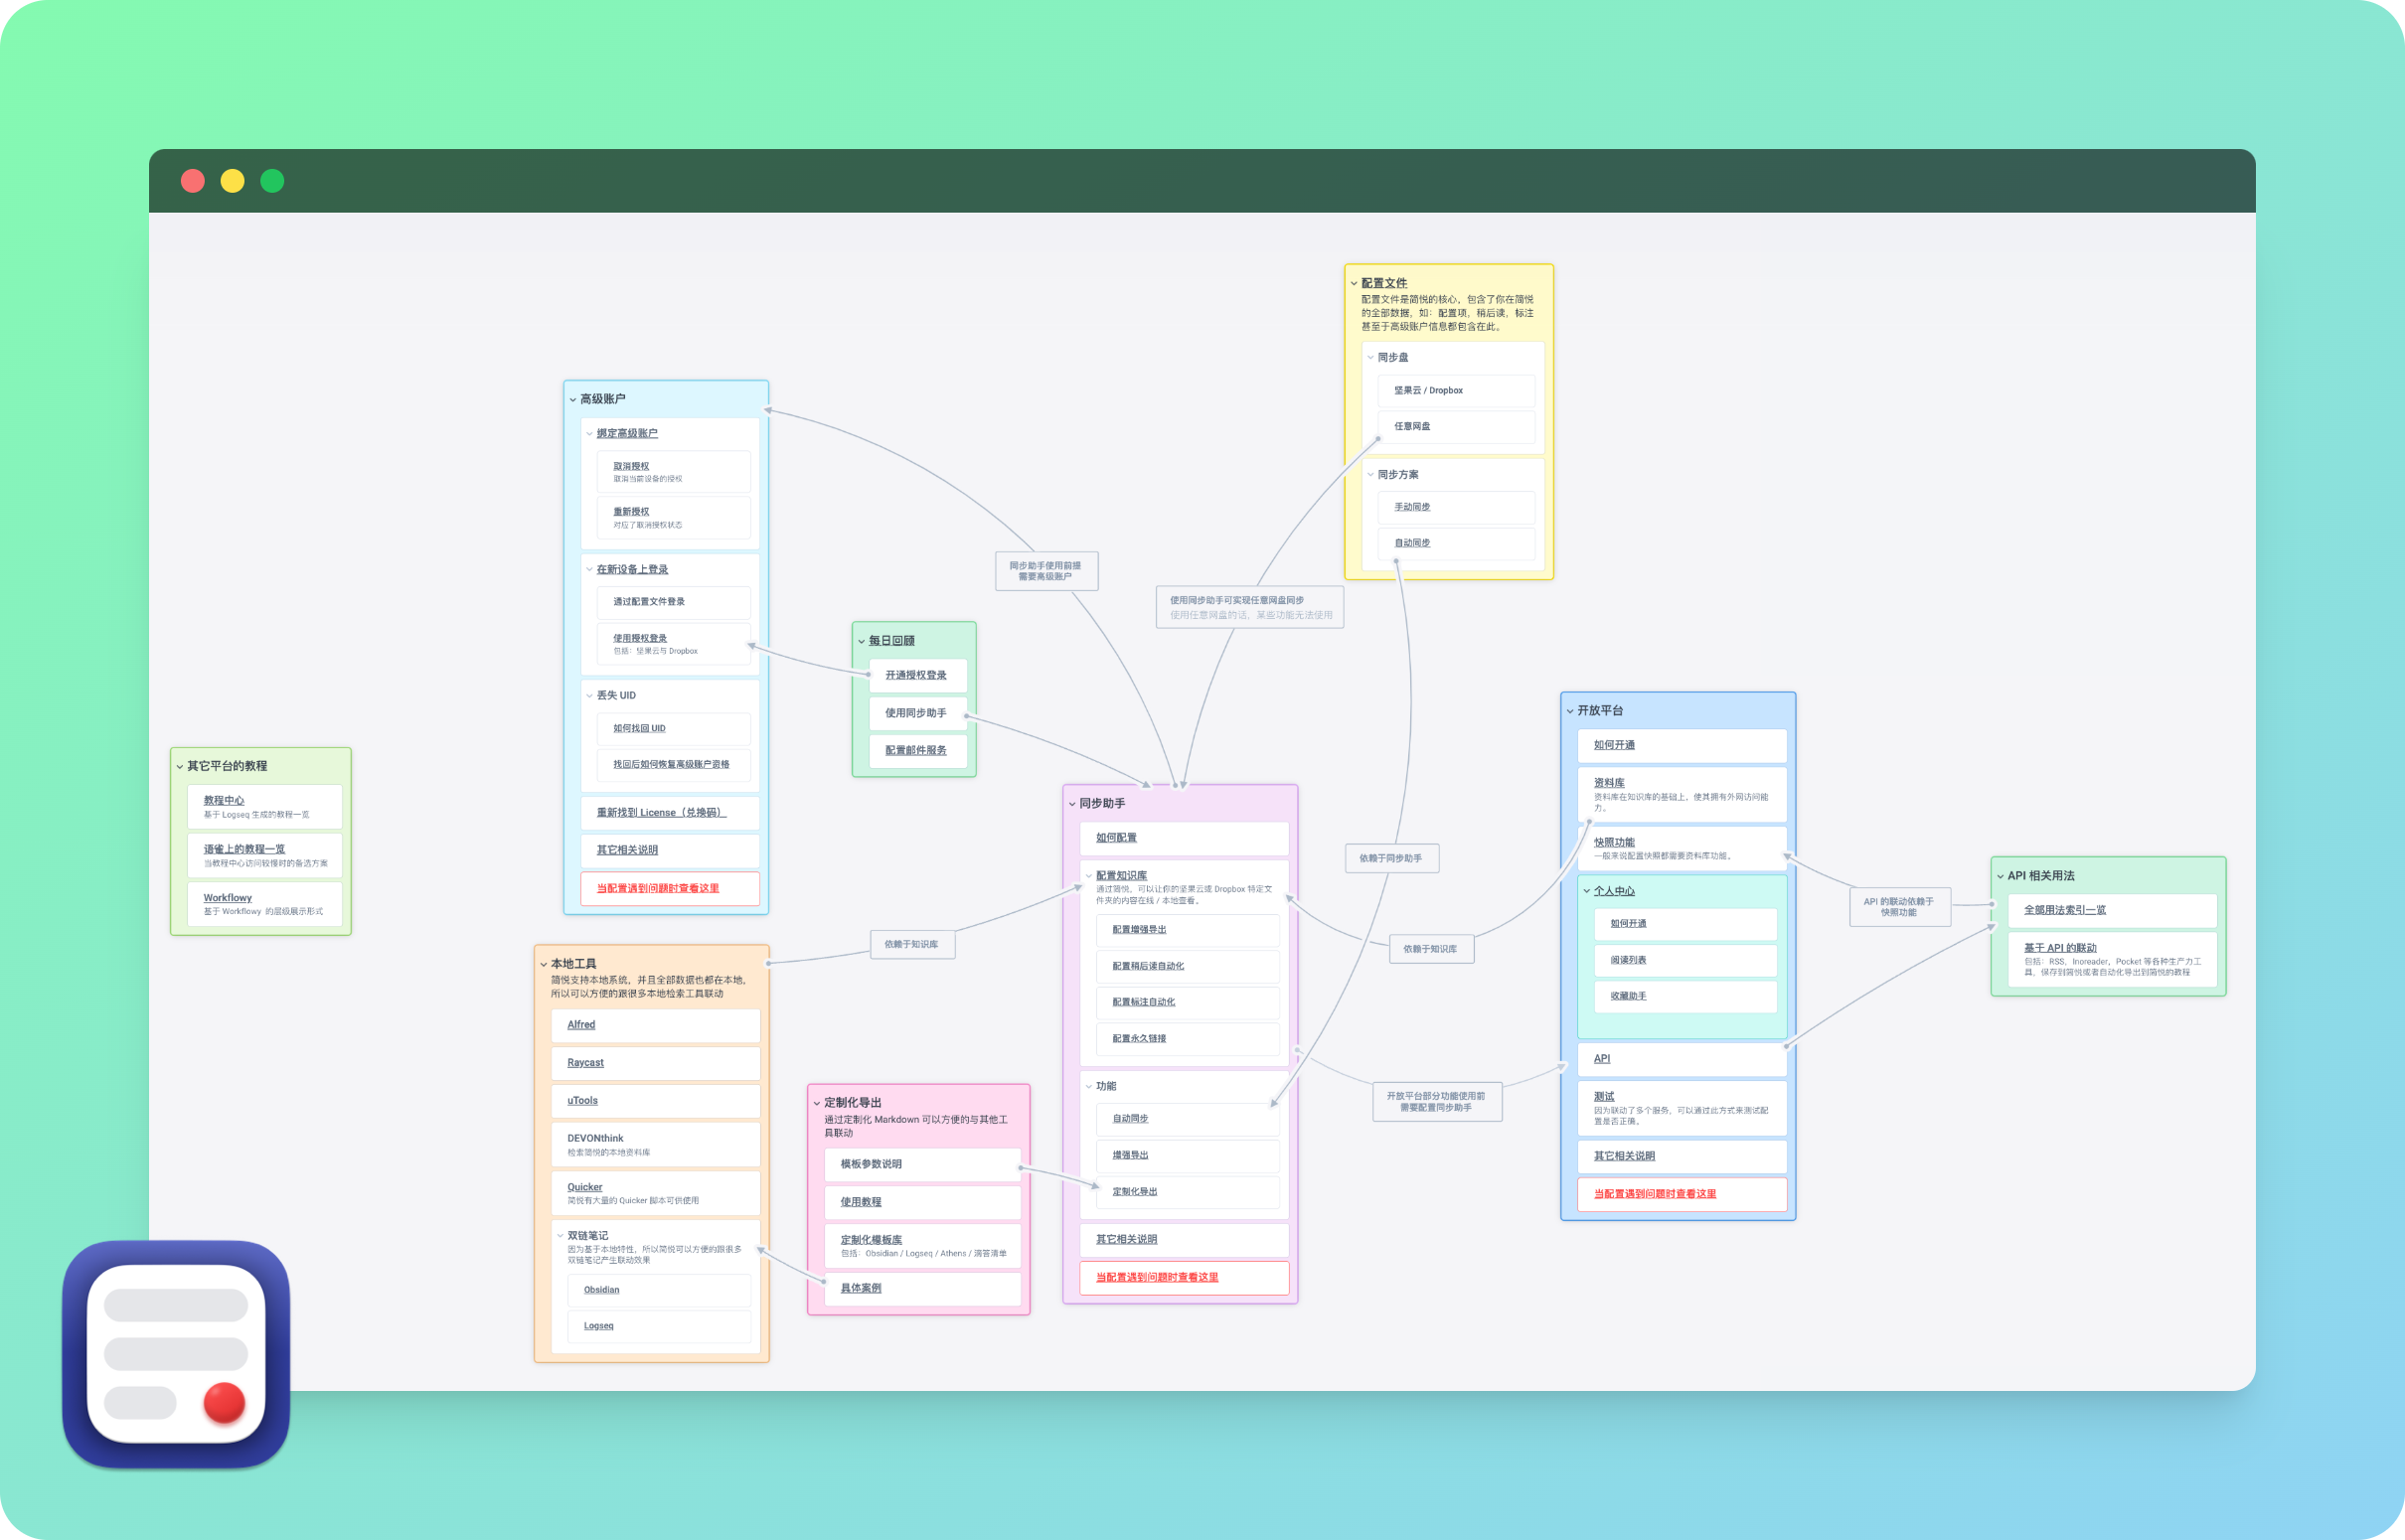 其它平台的教程
教程中心
基于 Logseq 生成的教程一览
语雀上的教程一览
当教程中心访问较慢时的备选方案
Workflowy
基于 Workflowy 的层级展示形式
高级账户
绑定高级账户
取消授权
取消当前设备的授权
重新授权
对应了取消授权状态
在新设备上登录
通过配置文件登录
使用授权登录
包括：坚果云与 Dropbox
丢失 UID
如何找回 UID
找回后如何恢复高级账户资格
重新找到 License（兑换码）
其它相关说明
当配置遇到问题时查看这里
本地工具
简悦支持本地系统，并且全部数据也都在本地，
所以可以方便的跟很多本地检索工具联动
Alfred
Raycast
uTools
DEVONthink
检索简悦的本地资料库
Quicker
简悦有大量的 Quicker 脚本可供使用
双链笔记
因为基于本地特性，所以简悦可以方便的跟很多
双链笔记产生联动效果
Obsidian
Logseq
每日回顾
开通授权登录
使用同步助手
配置邮件服务
定制化导出
通过定制化 Markdown 可以方便的与其他工
具联动
模板参数说明
使用教程
定制化模板库
包括：Obsidian / Logseq / Athens / 滴答清单
具体案例
同步助手使用前提
需要高级账户
使用同步助手可实现任意网盘同步
使用任意网盘的话，某些功能无法使用
依赖于知识库
同步助手
如何配置
配置知识库
通过简悦，可以让你的坚果云或 Dropbox 特定文
件夹的内容在线 / 本地查看。
配置增强导出
配置稍后读自动化
配置标注自动化
配置永久链接
功能
自动同步
增强导出
定制化导出
其它相关说明
当配置遇到问题时查看这里
配置文件
配置文件是简悦的核心，包含了你在简悦
的全部数据，如：配置项，稍后读，标注
甚至于高级账户信息都包含在此。
同步盘
坚果云 / Dropbox
任意网盘
同步方案
手动同步
自动同步
依赖于同步助手
依赖于知识库
开放平台部分功能使用前
需要配置同步助手
开放平台
如何开通
资料库
资料库在知识库的基础上，使其拥有外网访问能
力。
快照功能
一般来说配置快照都需要资料库功能。
个人中心
如何开通
阅读列表
收藏助手
API
测试
因为联动了多个服务，可以通过此方式来测试配
置是否正确。
其它相关说明
当配置遇到问题时查看这里
API 的联动依赖于
快照功能
API 相关用法
全部用法索引一览
基于 API 的联动
包括：RSS，Inoreader，Pocket 等各种生产力工
具，保存到简悦或者自动化导出到简悦的教程